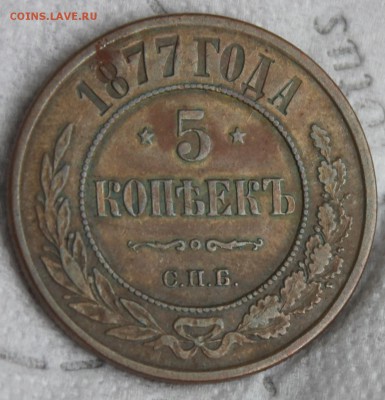 COINS.LAVE.RU
1877 ГОДА
* 5 *
КОПѢЕКЪ
С.П.Б.